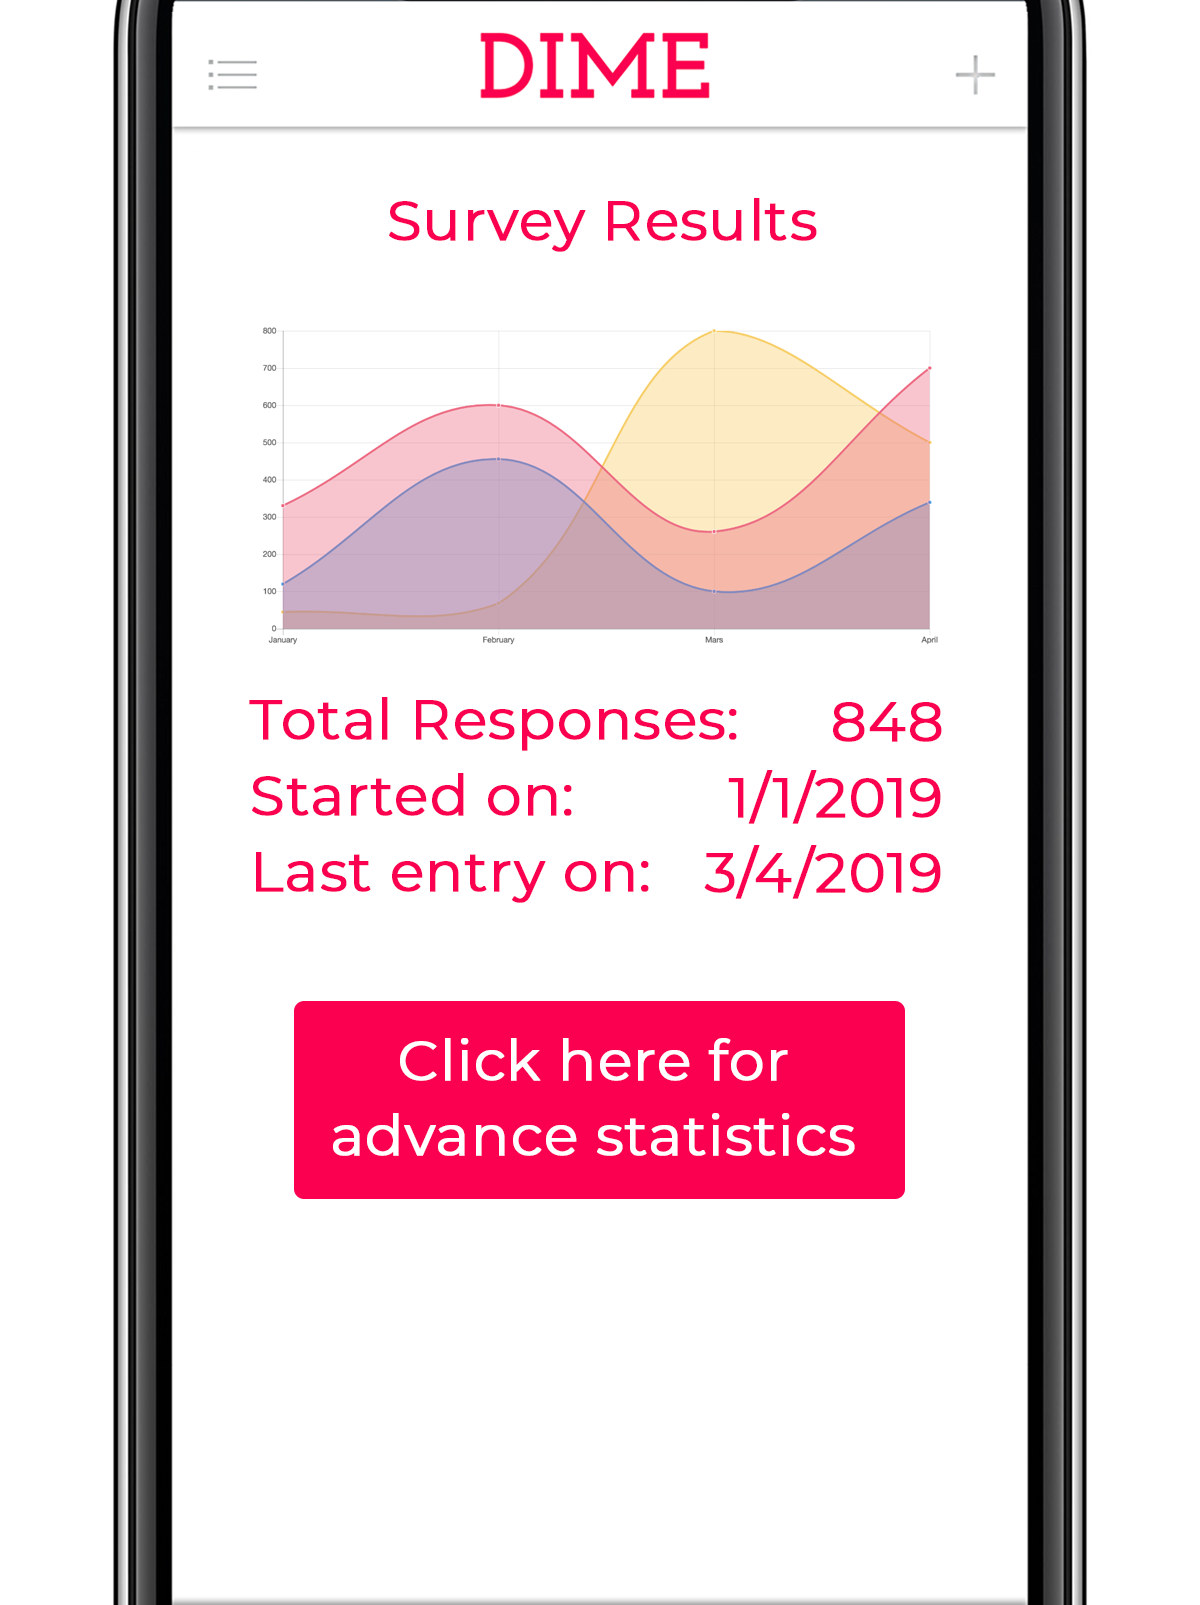 DIME
Survey Results
800
700
600
500
400
300
200
100
0
January February Mars April
Total Responses: 848
Started on: 1/1/2019
Last entry on: 3/4/2019
Click here for
advance statistics